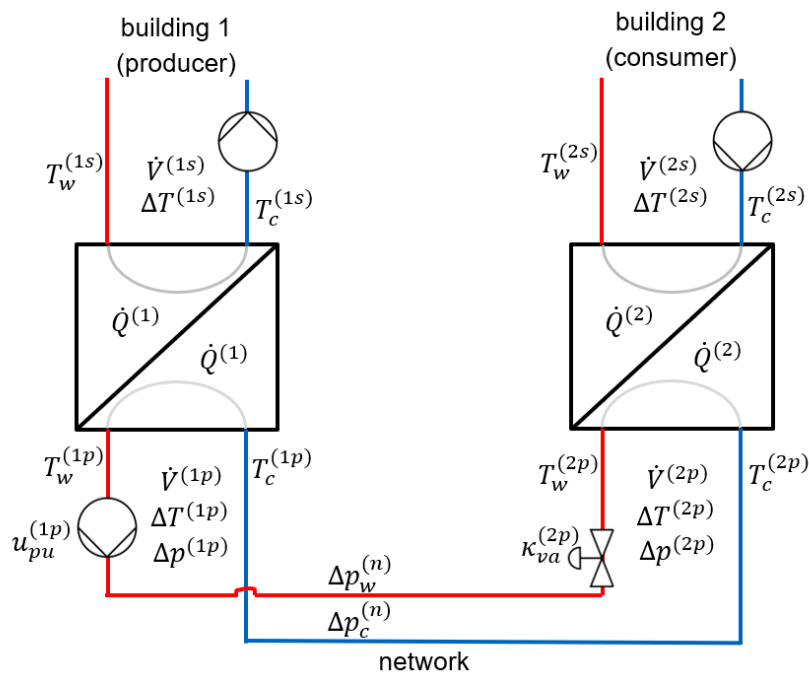 building 1
(producer)
building 2
(consumer)
T_w^(1s)
V̇^(1s)
ΔT^(1s)
T_c^(1s)
T_w^(2s)
V̇^(2s)
ΔT^(2s)
T_c^(2s)
Q̇^(1)
Q̇^(1)
Q̇^(2)
Q̇^(2)
T_w^(1p)
V̇^(1p)
ΔT^(1p)
Δp^(1p)
T_c^(1p)
u_pu^(1p)
T_w^(2p)
V̇^(2p)
ΔT^(2p)
Δp^(2p)
T_c^(2p)
κ_va^(2p)
Δp_w^(n)
Δp_c^(n)
network